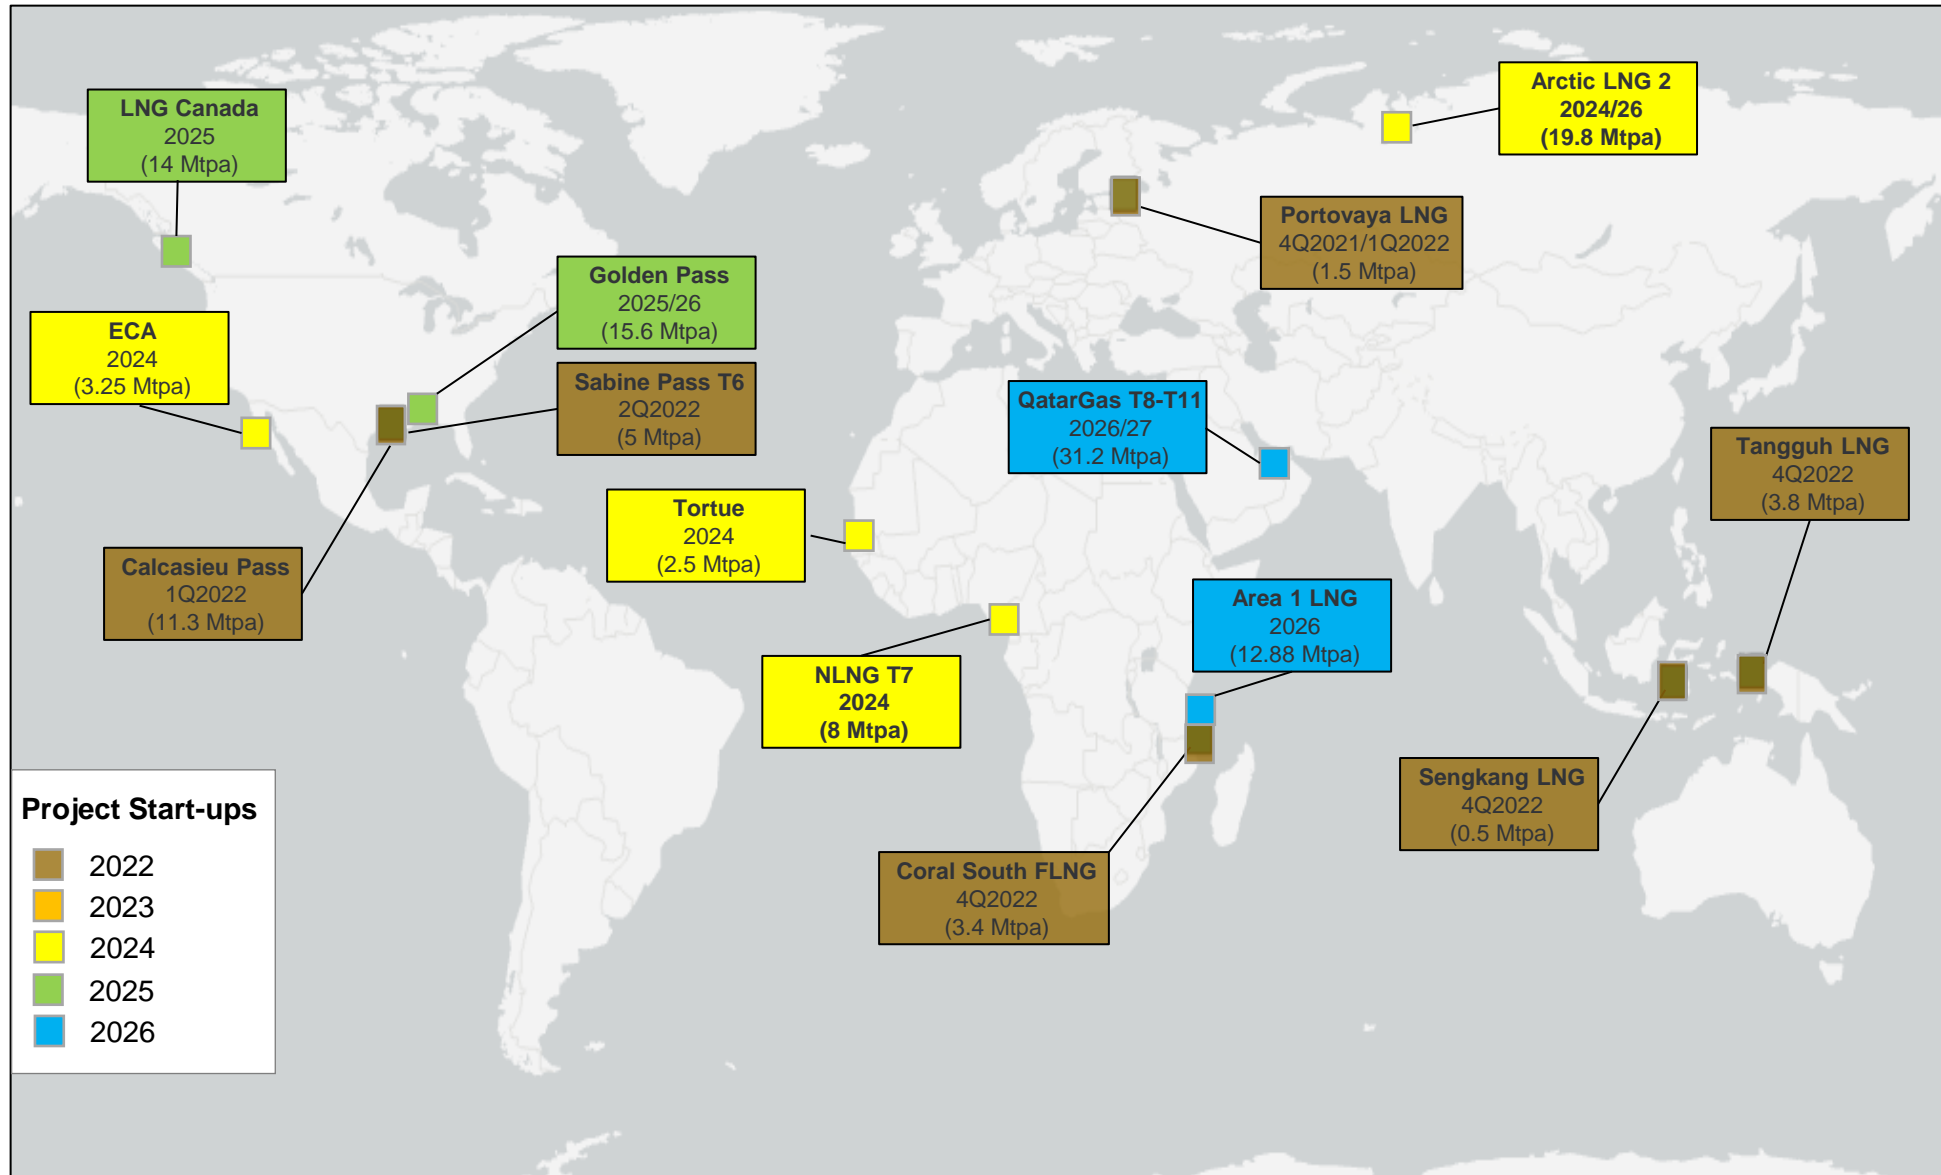 LNG Canada
2025
(14 Mtpa)
Arctic LNG 2
2024/26
(19.8 Mtpa)
Portovaya LNG
4Q2021/1Q2022
(1.5 Mtpa)
Golden Pass
2025/26
(15.6 Mtpa)
ECA
2024
(3.25 Mtpa)
Sabine Pass T6
2Q2022
(5 Mtpa)
QatarGas T8-T11
2026/27
(31.2 Mtpa)
Tangguh LNG
4Q2022
(3.8 Mtpa)
Tortue
2024
(2.5 Mtpa)
Calcasieu Pass
1Q2022
(11.3 Mtpa)
Area 1 LNG
2026
(12.88 Mtpa)
NLNG T7
2024
(8 Mtpa)
Sengkang LNG
4Q2022
(0.5 Mtpa)
Coral South FLNG
4Q2022
(3.4 Mtpa)
Project Start-ups
2022
2023
2024
2025
2026